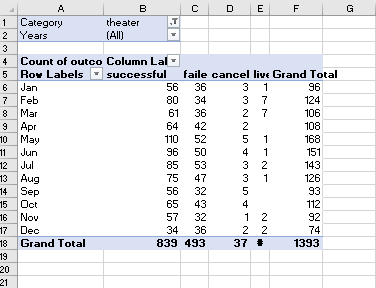 A B C D E F G
1 Category theater
2 Years (All)
3
4 Count of outco Column Lal
5 Row Labels successful faile cancel live Grand Total
6 Jan 56 36 3 1 96
7 Feb 80 34 3 7 124
8 Mar 61 36 2 7 106
9 Apr 64 42 2 108
10 May 110 52 5 1 168
11 Jun 96 50 4 1 151
12 Jul 85 53 3 2 143
13 Aug 75 47 3 1 126
14 Sep 56 32 5 93
15 Oct 65 43 4 112
16 Nov 57 32 1 2 92
17 Dec 34 36 2 2 74
18 Grand Total 839 493 37 # 1393
19
20
21